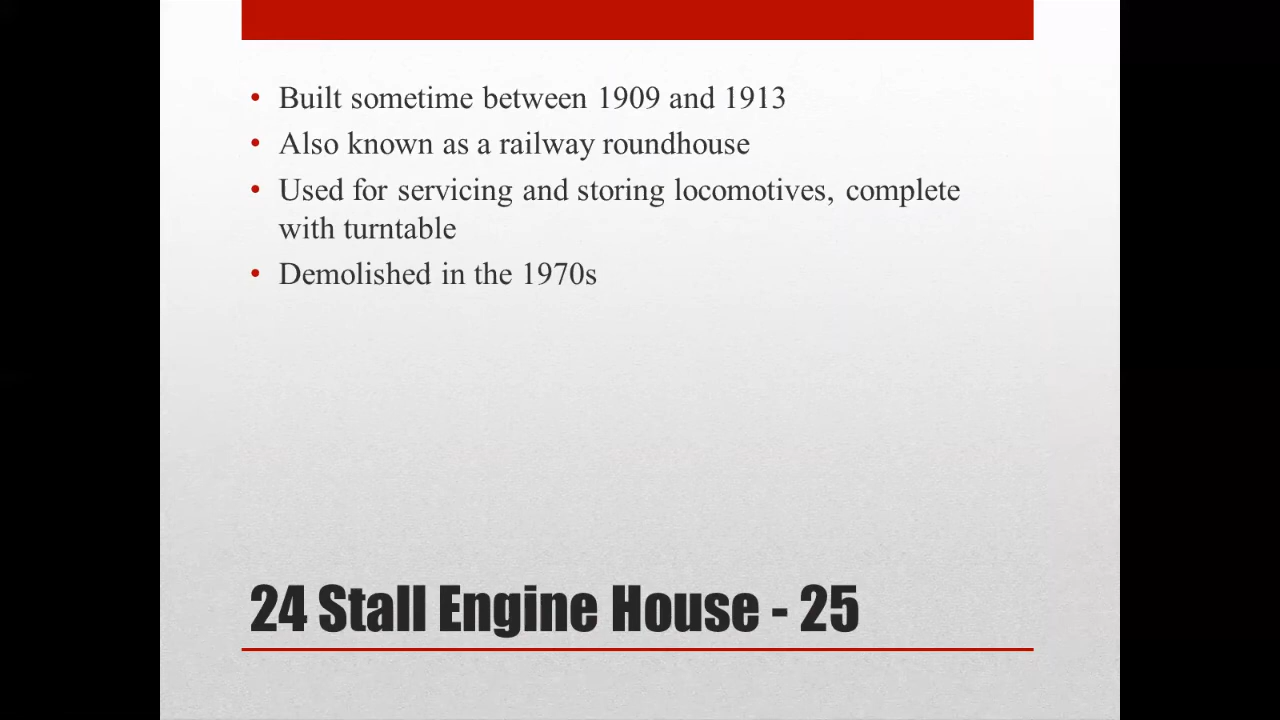 • Built sometime between 1909 and 1913
• Also known as a railway roundhouse
• Used for servicing and storing locomotives, complete
with turntable
• Demolished in the 1970s
24 Stall Engine House - 25